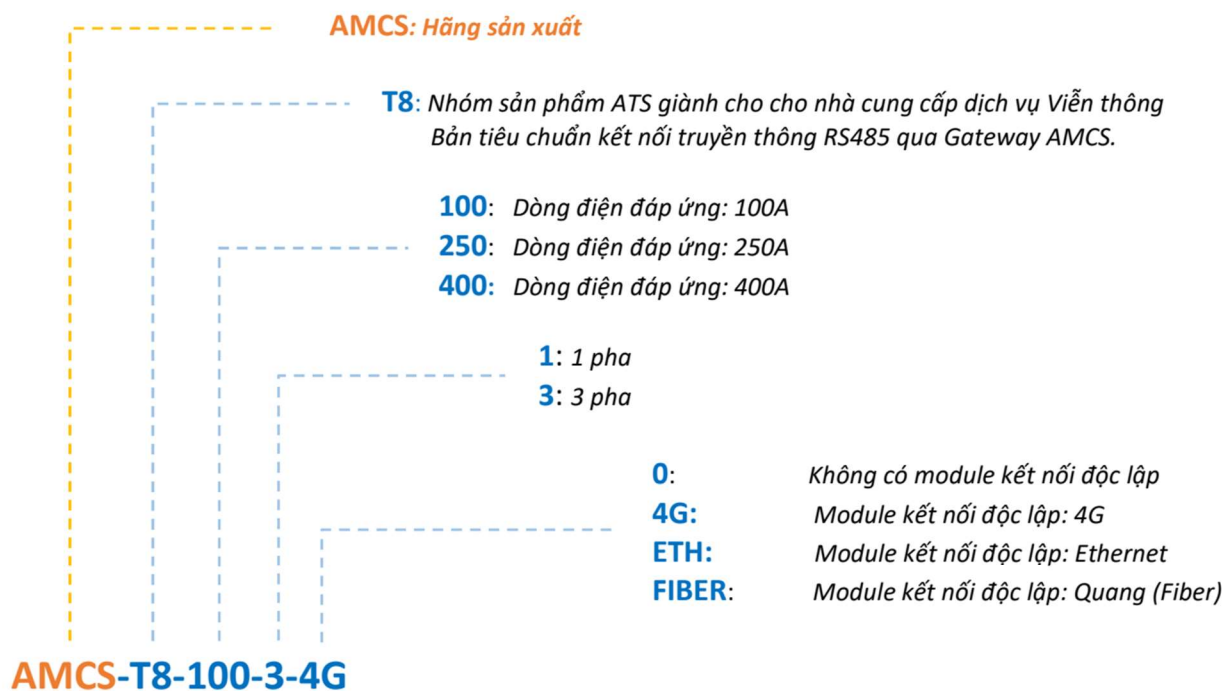 AMCS: Hãng sản xuất
T8: Nhóm sản phẩm ATS giành cho cho nhà cung cấp dịch vụ Viễn thông
Bản tiêu chuẩn kết nối truyền thông RS485 qua Gateway AMCS.
100: Dòng điện đáp ứng: 100A
250: Dòng điện đáp ứng: 250A
400: Dòng điện đáp ứng: 400A
1: 1 pha
3: 3 pha
0: Không có module kết nối độc lập
4G: Module kết nối độc lập: 4G
ETH: Module kết nối độc lập: Ethernet
FIBER: Module kết nối độc lập: Quang (Fiber)
AMCS-T8-100-3-4G